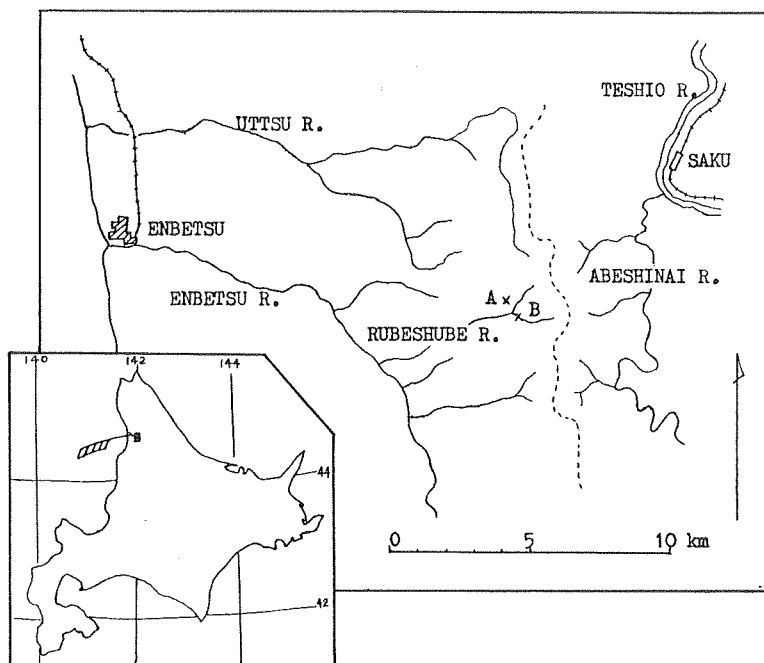 TESHIO R.
UTTSU R.
SAKU
ENBETSU
ABESHINAI R.
ENBETSU R.
A
B
RUBESHUBE R.
140
142
144
44
42
0 5 10 km